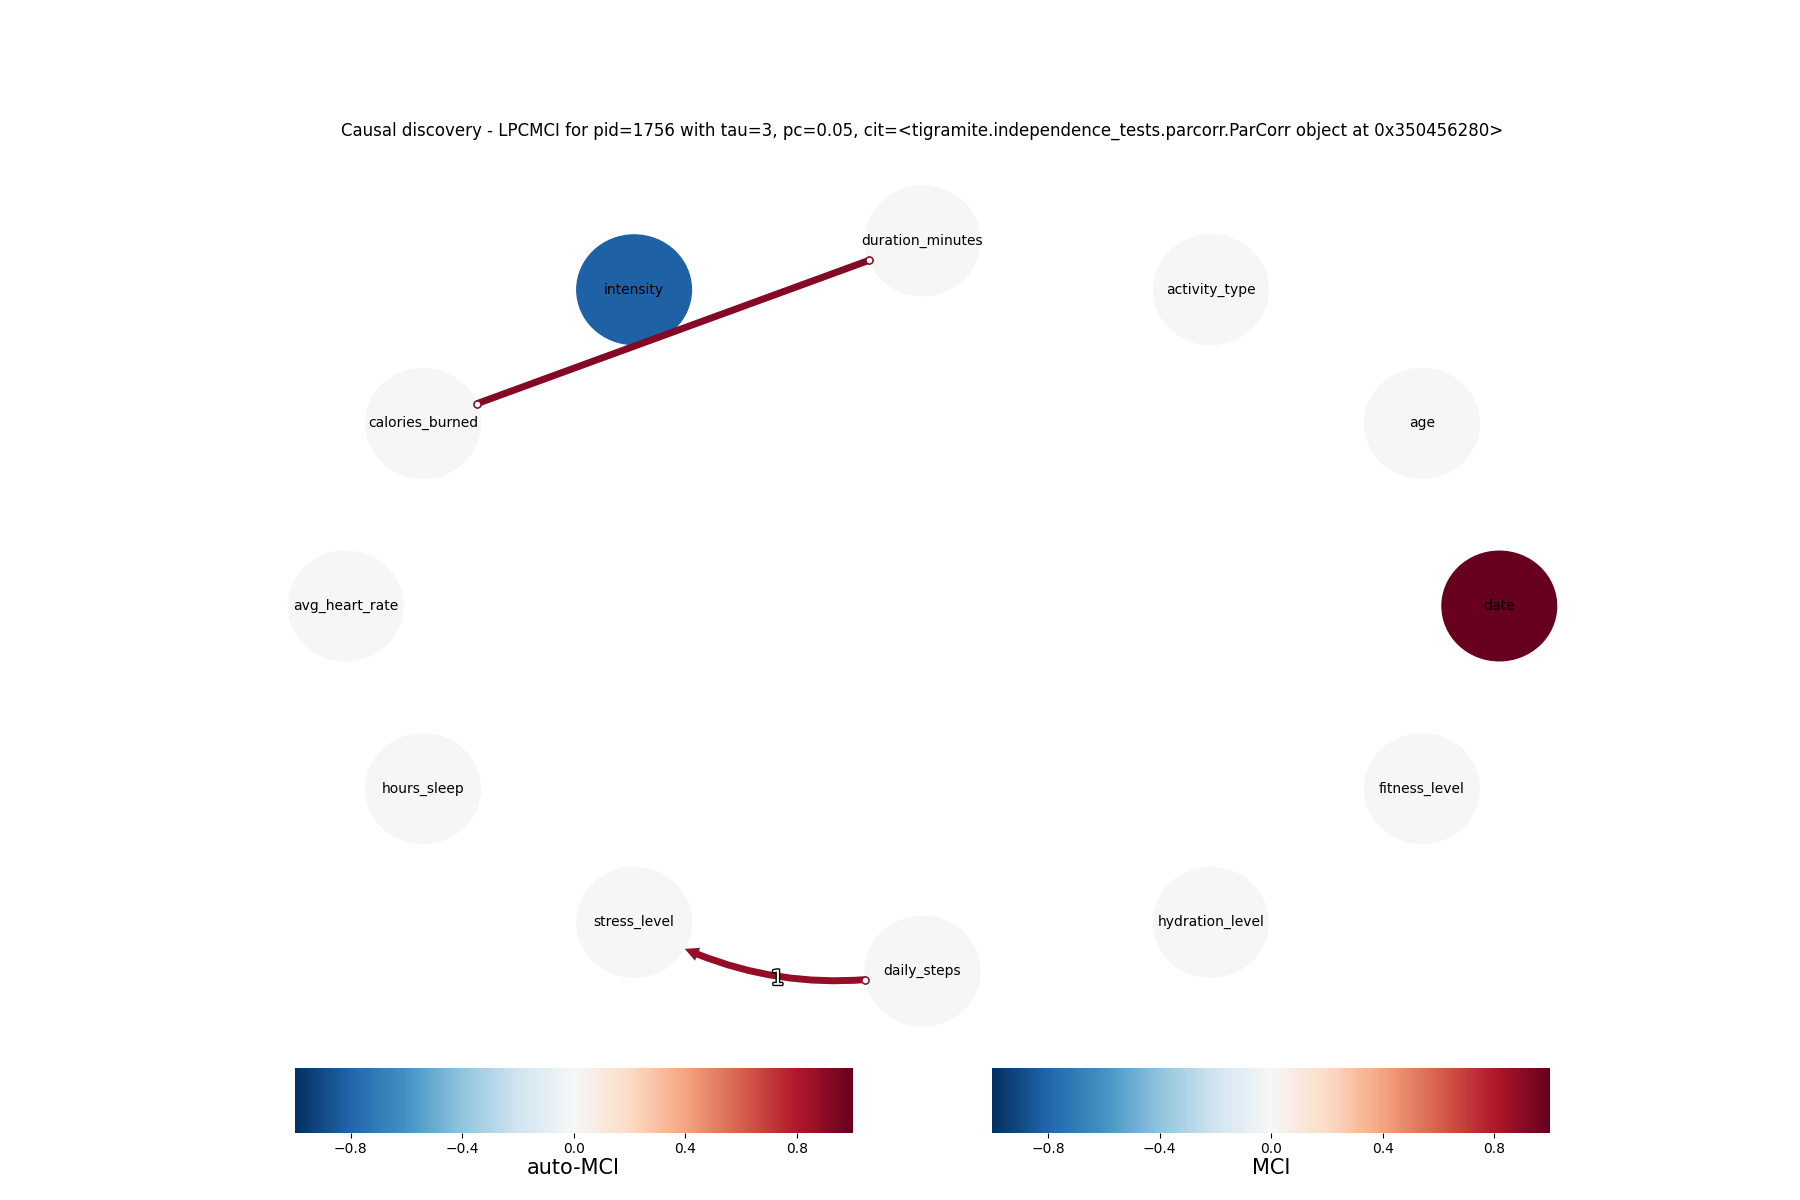 Causal discovery - LPCMCI for pid=1756 with tau=3, pc=0.05, cit=<tigramite.independence_tests.parcorr.ParCorr object at 0x350456280>
duration_minutes
intensity
activity_type
calories_burned
age
avg_heart_rate
date
hours_sleep
fitness_level
stress_level
hydration_level
daily_steps
1
−0.8 −0.4 0.0 0.4 0.8
auto-MCI
−0.8 −0.4 0.0 0.4 0.8
MCI